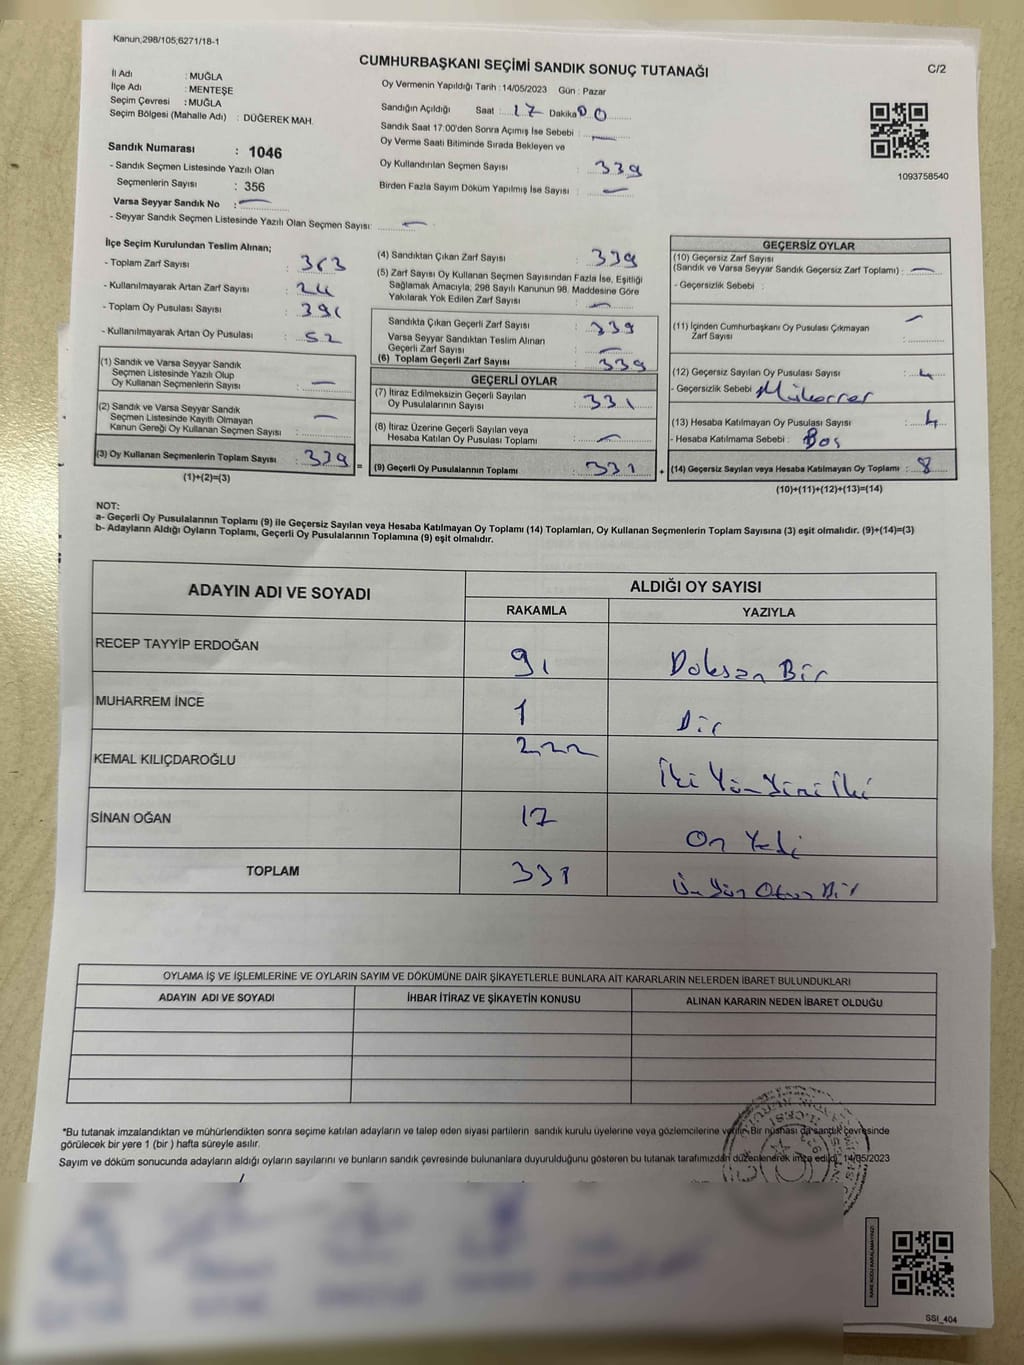 Kanun;298/105,6271/18-1
CUMHURBAŞKANI SEÇİMİ SANDIK SONUÇ TUTANAĞI
C/2
İl Adı : MUĞLA
İlçe Adı : MENTEŞE
Seçim Çevresi : MUĞLA
Seçim Bölgesi (Mahalle Adı) : DÜĞEREK MAH.
Sandık Numarası : 1046
- Sandık Seçmen Listesinde Yazılı Olan
Seçmenlerin Sayısı : 356
Varsa Seyyar Sandık No : —
- Seyyar Sandık Seçmen Listesinde Yazılı Olan Seçmen Sayısı: —
Oy Vermenin Yapıldığı Tarih : 14/05/2023 Gün : Pazar
Sandığın Açıldığı Saat : 17 Dakika 00
Sandık Saat 17:00'den Sonra Açılmış İse Sebebi : —
Oy Verme Saati Bitiminde Sırada Bekleyen ve
Oy Kullandırılan Seçmen Sayısı : 339
Birden Fazla Sayım Döküm Yapılmış İse Sayısı : —
1093758540
İlçe Seçim Kurulundan Teslim Alınan;
- Toplam Zarf Sayısı : 363
- Kullanılmayarak Artan Zarf Sayısı : 24
- Toplam Oy Pusulası Sayısı : 391
- Kullanılmayarak Artan Oy Pusulası : 52
(1) Sandık ve Varsa Seyyar Sandık
Seçmen Listesinde Yazılı Olup
Oy Kullanan Seçmenlerin Sayısı : —
(2) Sandık ve Varsa Seyyar Sandık
Seçmen Listesinde Kayıtlı Olmayan
Kanun Gereği Oy Kullanan Seçmen Sayısı : —
(3) Oy Kullanan Seçmenlerin Toplam Sayısı : 339
(1)+(2)=(3)
(4) Sandıktan Çıkan Zarf Sayısı : 339
(5) Zarf Sayısı Oy Kullanan Seçmen Sayısından Fazla İse, Eşitliği
Sağlamak Amacıyla, 298 Sayılı Kanunun 98. Maddesine Göre
Yakılarak Yok Edilen Zarf Sayısı : —
Sandıkta Çıkan Geçerli Zarf Sayısı : 339
Varsa Seyyar Sandıktan Teslim Alınan
Geçerli Zarf Sayısı : —
(6) Toplam Geçerli Zarf Sayısı : 339
GEÇERLİ OYLAR
(7) İtiraz Edilmeksizin Geçerli Sayılan
Oy Pusulalarının Sayısı : 331
(8) İtiraz Üzerine Geçerli Sayılan veya
Hesaba Katılan Oy Pusulası Toplamı : —
(9) Geçerli Oy Pusulalarının Toplamı : 331
GEÇERSİZ OYLAR
(10) Geçersiz Zarf Sayısı
(Sandık ve Varsa Seyyar Sandık Geçersiz Zarf Toplamı) : —
- Geçersizlik Sebebi :
(11) İçinden Cumhurbaşkanı Oy Pusulası Çıkmayan
Zarf Sayısı : —
(12) Geçersiz Sayılan Oy Pusulası Sayısı : 4
- Geçersizlik Sebebi : Mükerrer
(13) Hesaba Katılmayan Oy Pusulası Sayısı : 4
- Hesaba Katılmama Sebebi : Boş
(14) Geçersiz Sayılan veya Hesaba Katılmayan Oy Toplamı : 8
(10)+(11)+(12)+(13)=(14)
NOT:
a- Geçerli Oy Pusulalarının Toplamı (9) ile Geçersiz Sayılan veya Hesaba Katılmayan Oy Toplamı (14) Toplamları, Oy Kullanan Seçmenlerin Toplam Sayısına (3) eşit olmalıdır. (9)+(14)=(3)
b- Adayların Aldığı Oyların Toplamı, Geçerli Oy Pusulalarının Toplamına (9) eşit olmalıdır.
ADAYIN ADI VE SOYADI
ALDIĞI OY SAYISI
RAKAMLA YAZIYLA
RECEP TAYYİP ERDOĞAN 91 Doksan Bir
MUHARREM İNCE 1 Bir
KEMAL KILIÇDAROĞLU 222 İki Yüz Yirmi İki
SİNAN OĞAN 17 On Yedi
TOPLAM 331 Üç Yüz Otuz Bir
OYLAMA İŞ VE İŞLEMLERİNE VE OYLARIN SAYIM VE DÖKÜMÜNE DAİR ŞİKAYETLERLE BUNLARA AİT KARARLARIN NELERDEN İBARET BULUNDUKLARI
ADAYIN ADI VE SOYADI İHBAR İTİRAZ VE ŞİKAYETİN KONUSU ALINAN KARARIN NEDEN İBARET OLDUĞU
*Bu tutanak imzalandıktan ve mühürlendikten sonra seçime katılan adayların ve talep eden siyasi partilerin sandık kurulu üyelerine veya gözlemcilerine verilir. Bir nüshası da sandık çevresinde
görülecek bir yere 1 (bir ) hafta süreyle asılır.
Sayım ve döküm sonucunda adayların aldığı oyların sayılarını ve bunların sandık çevresinde bulunanlara duyurulduğunu gösteren bu tutanak tarafımızdan düzenlenerek imza edildi. 14/05/2023
SSİ_404